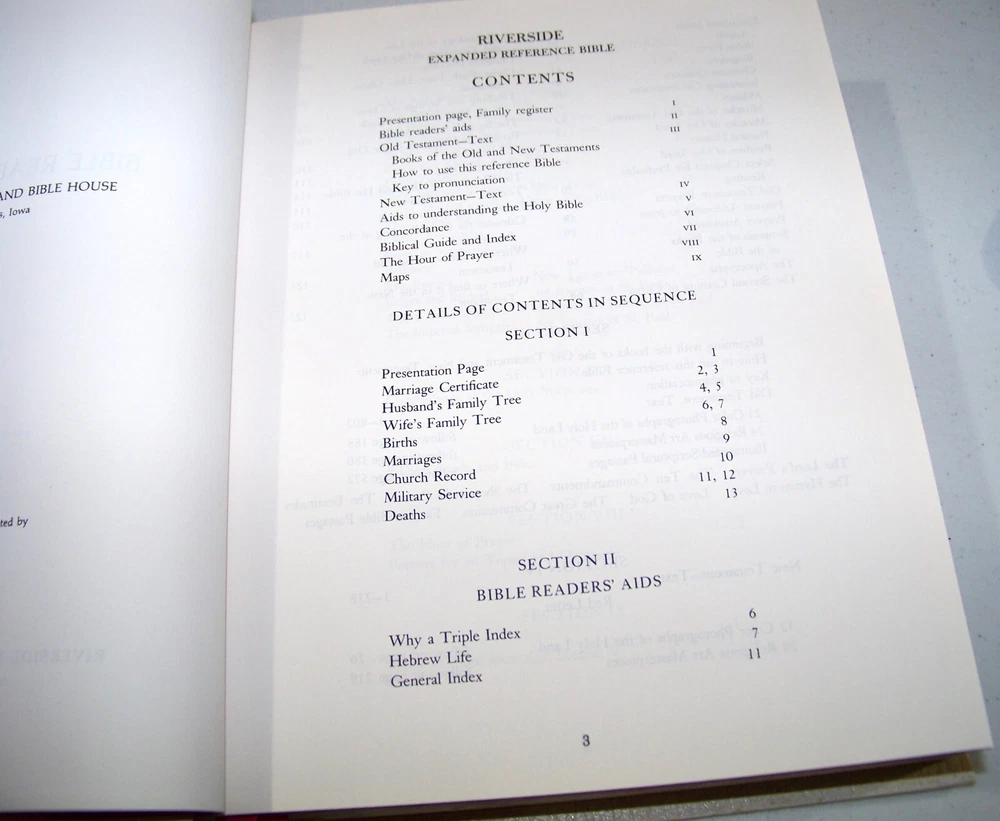 AND BIBLE HOUSE
s, Iowa
ted by
RIVERSIDE
EXPANDED REFERENCE BIBLE
CONTENTS
Presentation page, Family register I
Bible readers' aids II
Old Testament—Text III
Books of the Old and New Testaments
How to use this reference Bible
Key to pronunciation
New Testament—Text IV
Aids to understanding the Holy Bible V
Concordance VI
Biblical Guide and Index VII
The Hour of Prayer VIII
Maps IX
DETAILS OF CONTENTS IN SEQUENCE
SECTION I
Presentation Page 1
Marriage Certificate 2, 3
Husband's Family Tree 4, 5
Wife's Family Tree 6, 7
Births 8
Marriages 9
Church Record 10
Military Service 11, 12
Deaths 13
SECTION II
BIBLE READERS' AIDS
Why a Triple Index 6
Hebrew Life 7
General Index 11
3